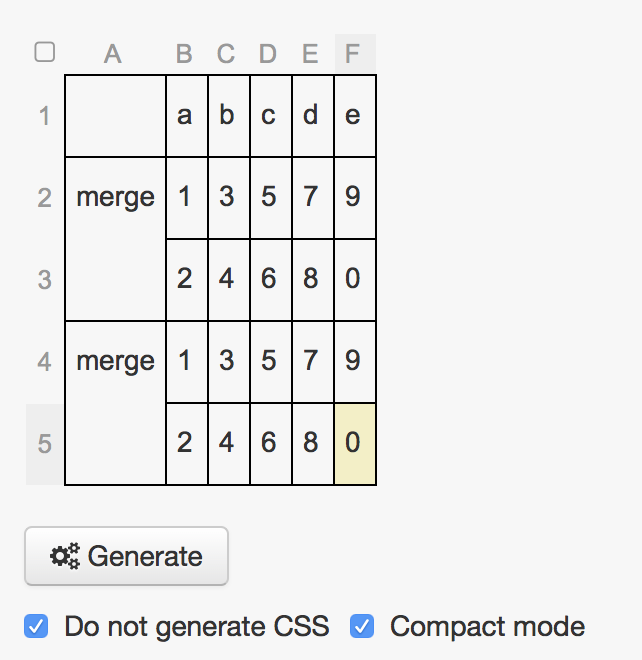 A B C D E F
1 a b c d e
2 merge 1 3 5 7 9
3 2 4 6 8 0
4 merge 1 3 5 7 9
5 2 4 6 8 0
Generate
Do not generate CSS Compact mode